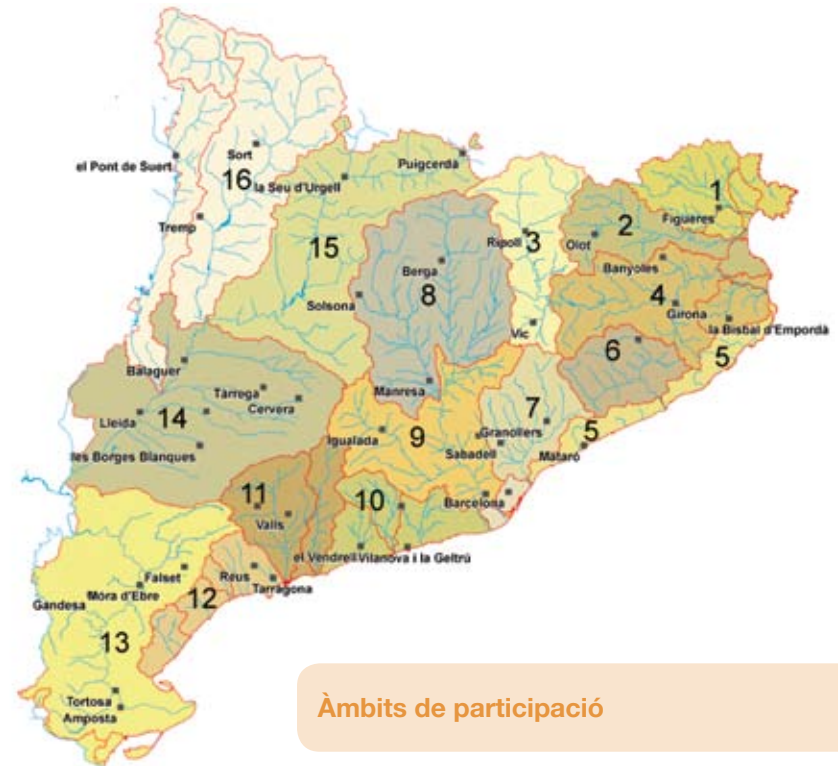 1
Figueres
2
Olot
Banyoles
3
Ripoll
Vic
4
Girona
la Bisbal d'Empordà
5
6
7
Granollers
5
Mataró
8
Berga
Manresa
9
Igualada
Sabadell
Barcelona
10
el Vendrell
Vilanova i la Geltrú
11
Valls
12
Reus
Tarragona
13
Falset
Móra d'Ebre
Gandesa
Tortosa
Amposta
14
Balaguer
Tàrrega
Cervera
Lleida
les Borges Blanques
15
Puigcerdà
la Seu d'Urgell
Solsona
16
Sort
el Pont de Suert
Tremp
Àmbits de participació